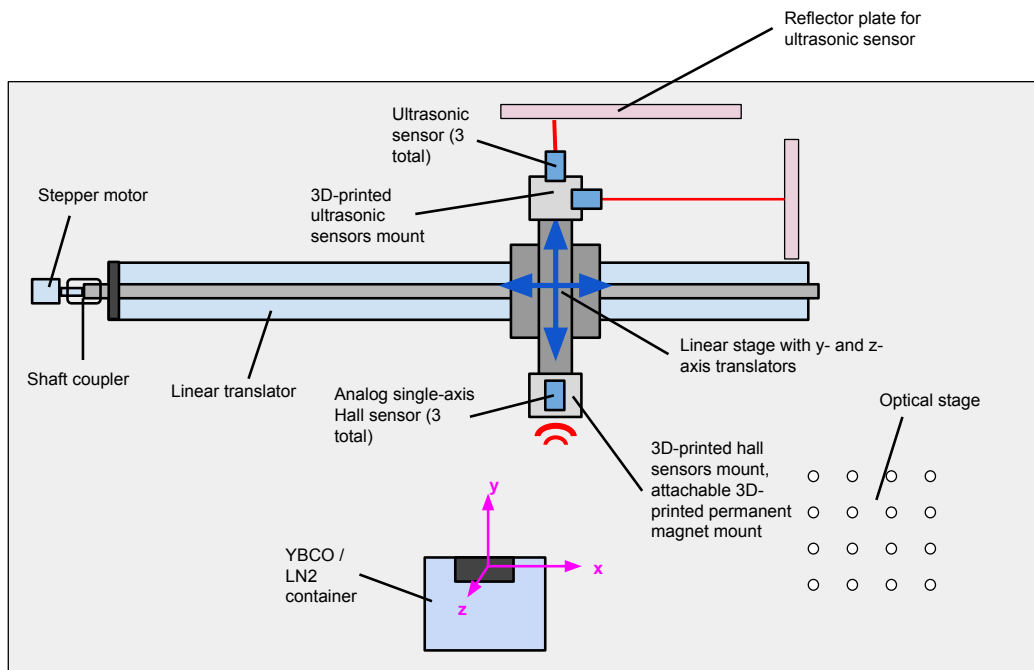 Reflector plate for
ultrasonic sensor
Ultrasonic
sensor (3
total)
3D-printed
ultrasonic
sensors mount
Stepper motor
Shaft coupler
Linear translator
Linear stage with y- and z-
axis translators
Analog single-axis
Hall sensor (3
total)
Optical stage
3D-printed hall
sensors mount,
attachable 3D-
printed permanent
magnet mount
y
x
z
YBCO /
LN2
container